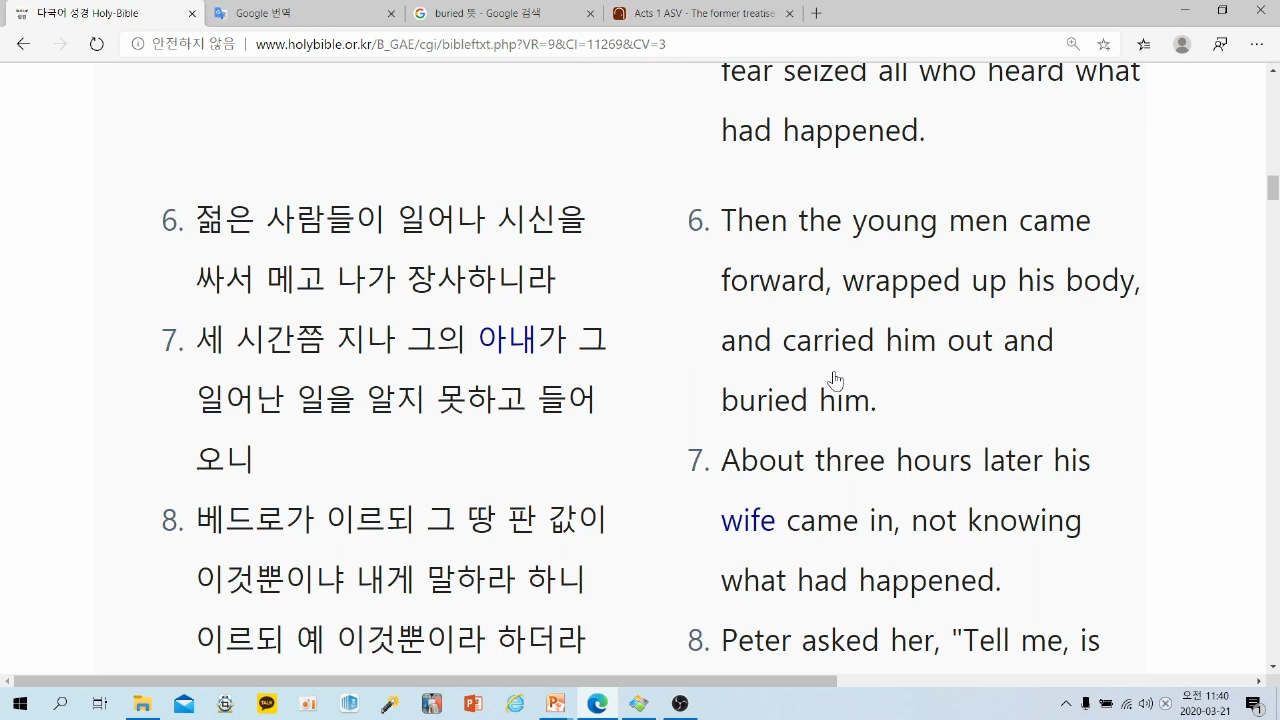 다국어 성경 Holy-Bible
Google 번역
buried 뜻 - Google 검색
Acts 1 ASV - The former treatise
안전하지 않음
www.holybible.or.kr/B_GAE/cgi/bibleftxt.php?VR=9&CI=11269&CV=3
fear seized all who heard what
had happened.
6. 젊은 사람들이 일어나 시신을
싸서 메고 나가 장사하니라
7. 세 시간쯤 지나 그의 아내가 그
일어난 일을 알지 못하고 들어
오니
8. 베드로가 이르되 그 땅 판 값이
이것뿐이냐 내게 말하라 하니
이르되 예 이것뿐이라 하더라
6. Then the young men came
forward, wrapped up his body,
and carried him out and
buried him.
7. About three hours later his
wife came in, not knowing
what had happened.
8. Peter asked her, "Tell me, is
TALK
오전 11:40
2020-03-21
1